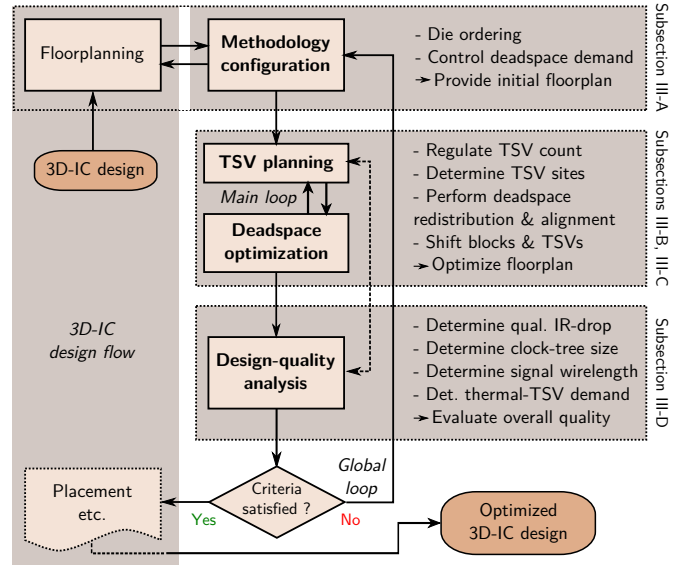 Floorplanning
Methodology
configuration
- Die ordering
- Control deadspace demand
→ Provide initial floorplan
Subsection III-A
3D-IC design
TSV planning
Main loop
Deadspace
optimization
- Regulate TSV count
- Determine TSV sites
- Perform deadspace
redistribution & alignment
- Shift blocks & TSVs
→ Optimize floorplan
Subsections
III-B, III-C
3D-IC
design flow
Design-quality
analysis
- Determine qual. IR-drop
- Determine clock-tree size
- Determine signal wirelength
- Det. thermal-TSV demand
→ Evaluate overall quality
Subsection III-D
Global
loop
Placement
etc.
Criteria
satisfied ?
Yes
No
Optimized
3D-IC design